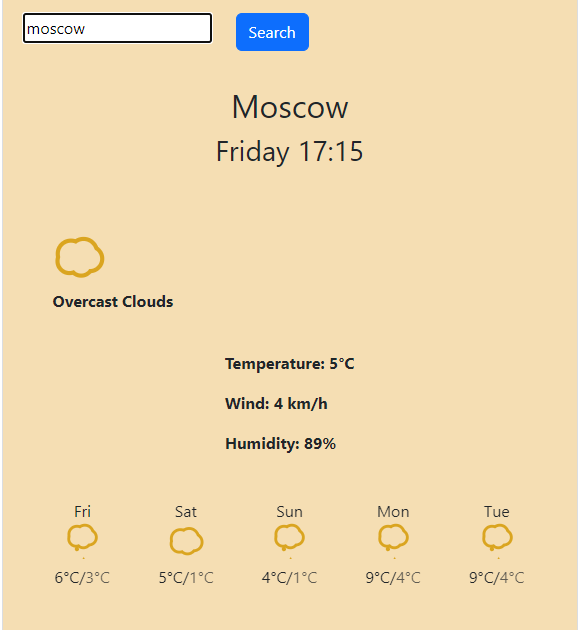 moscow
Search
Moscow
Friday 17:15
Overcast Clouds
Temperature: 5°C
Wind: 4 km/h
Humidity: 89%
Fri Sat Sun Mon Tue
6°C/3°C 5°C/1°C 4°C/1°C 9°C/4°C 9°C/4°C